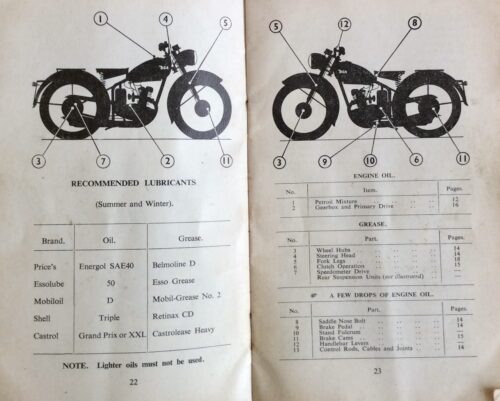 1
4
5
3
7
2
11
RECOMMENDED LUBRICANTS
(Summer and Winter).
Brand. Oil. Grease.
Price's Energol SAE40 Belmoline D
Essolube 50 Esso Grease
Mobiloil D Mobil-Grease No. 2
Shell Triple Retinax CD
Castrol Grand Prix or XXL Castrolease Heavy
NOTE. Lighter oils must not be used.
22
12
5
8
3
9
10
6
11
ENGINE OIL.
No. Item. Pages.
1 Petroil Mixture .. .. .. .. 12
2 Gearbox and Primary Drive .. .. 16
GREASE.
No. Part. Pages.
3 Wheel Hubs .. .. .. .. 14
4 Steering Head .. .. .. .. 14
5 Fork Legs .. .. .. .. 18
6 Clutch Operation .. .. .. .. 15
7 Speedometer Drive .. .. .. .. —
Rear Suspension Units (not illustrated) —
A FEW DROPS OF ENGINE OIL.
No. Part. Pages.
8 Saddle Nose Bolt .. .. .. .. —
9 Brake Pedal .. .. .. .. 14
10 Stand Fulcrum .. .. .. .. —
11 Brake Cams .. .. .. .. 15
12 Handlebar Levers .. .. .. .. —
13 Control Rods, Cables and Joints .. .. 14
23